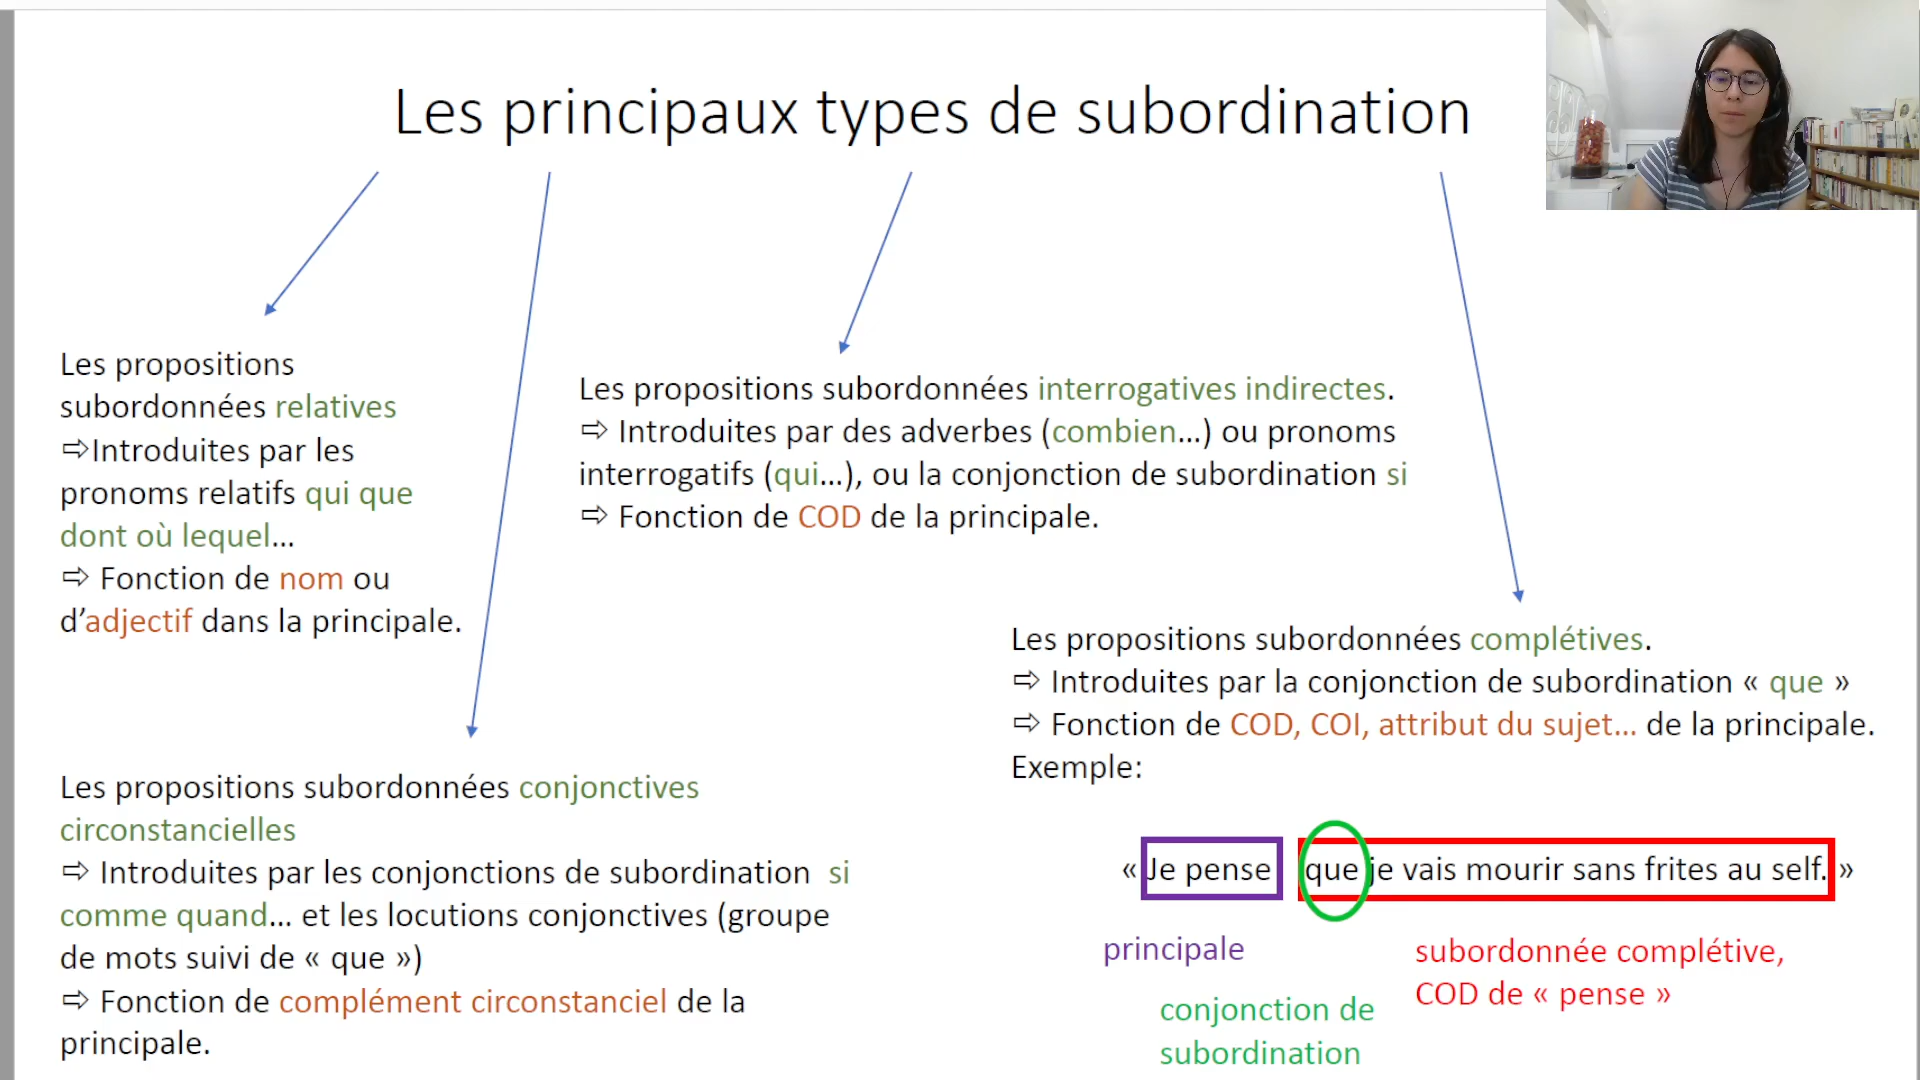 Les principaux types de subordination
Les propositions
subordonnées relatives
⇨Introduites par les
pronoms relatifs qui que
dont où lequel…
⇨ Fonction de nom ou
d’adjectif dans la principale.
Les propositions subordonnées interrogatives indirectes.
⇨ Introduites par des adverbes (combien…) ou pronoms
interrogatifs (qui…), ou la conjonction de subordination si
⇨ Fonction de COD de la principale.
Les propositions subordonnées conjonctives
circonstancielles
⇨ Introduites par les conjonctions de subordination si
comme quand… et les locutions conjonctives (groupe
de mots suivi de « que »)
⇨ Fonction de complément circonstanciel de la
principale.
Les propositions subordonnées complétives.
⇨ Introduites par la conjonction de subordination « que »
⇨ Fonction de COD, COI, attribut du sujet… de la principale.
Exemple:
« Je pense que je vais mourir sans frites au self. »
principale
conjonction de
subordination
subordonnée complétive,
COD de « pense »